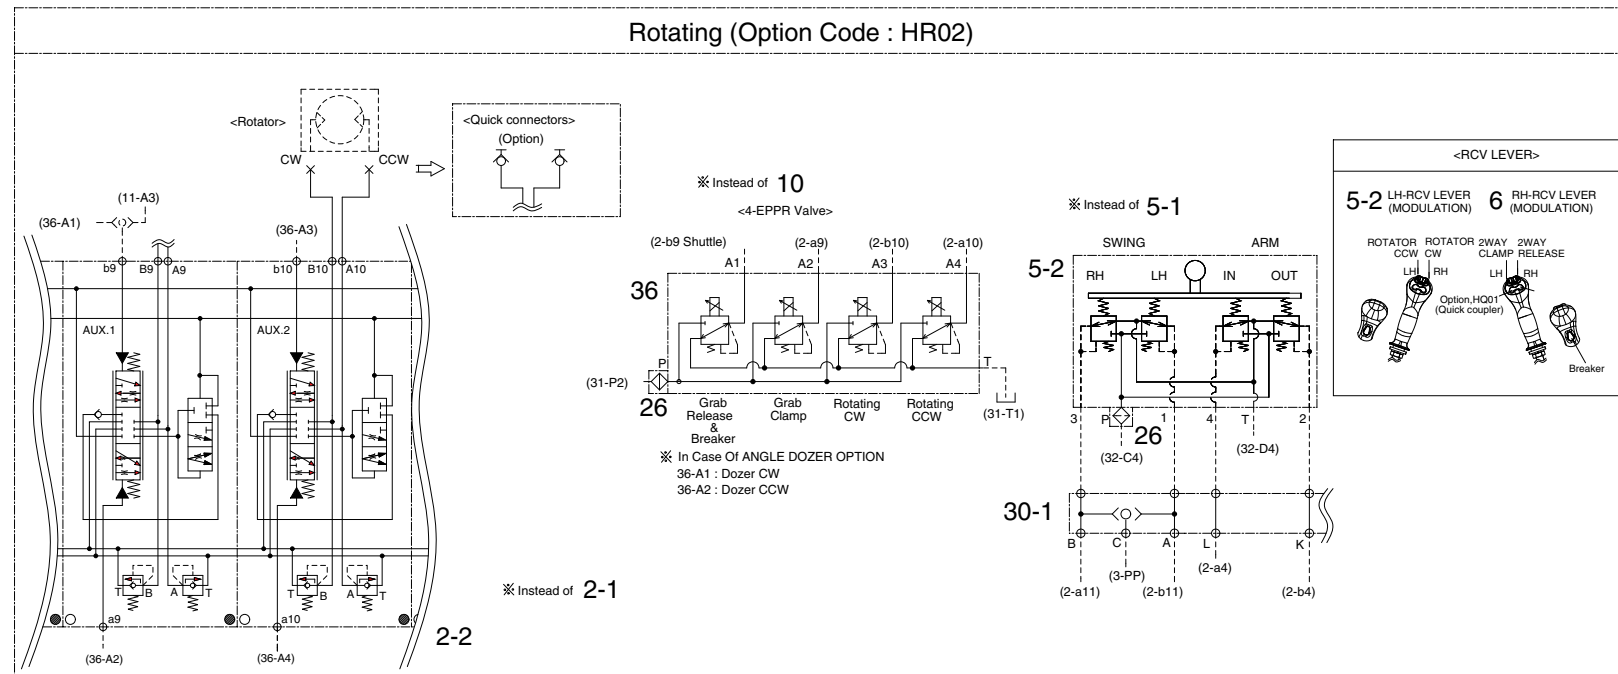 Rotating (Option Code : HR02)
<Rotator>
CW
CCW
<Quick connectors>
(Option)
(36-A1)
(11-A3)
(36-A3)
b9
B9
A9
b10
B10
A10
AUX.1
AUX.2
T
B
A
T
T
B
A
T
a9
a10
(36-A2)
(36-A4)
2-2
※ Instead of 2-1
※ Instead of 10
<4-EPPR Valve>
(2-b9 Shuttle)
(2-a9)
(2-b10)
(2-a10)
A1
A2
A3
A4
36
P
T
(31-P2)
26
(31-T1)
Grab
Release
&
Breaker
Grab
Clamp
Rotating
CW
Rotating
CCW
※ In Case Of ANGLE DOZER OPTION
36-A1 : Dozer CW
36-A2 : Dozer CCW
※ Instead of 5-1
SWING
ARM
5-2
RH
LH
IN
OUT
3
P
1
4
T
2
26
(32-C4)
(32-D4)
30-1
B
C
A
L
K
(2-a11)
(3-PP)
(2-b11)
(2-a4)
(2-b4)
<RCV LEVER>
5-2 LH-RCV LEVER
(MODULATION)
6 RH-RCV LEVER
(MODULATION)
ROTATOR
CCW
ROTATOR
CW
2WAY
CLAMP
2WAY
RELEASE
LH
RH
LH
RH
Option,HQ01
(Quick coupler)
Breaker